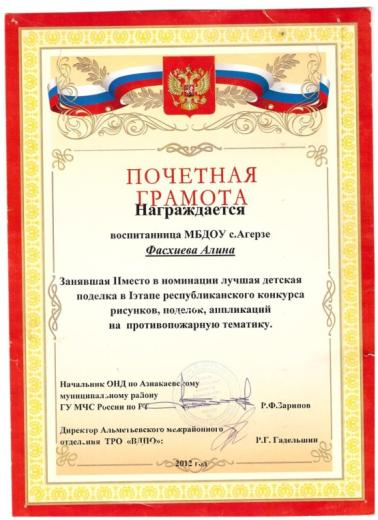 ПОЧЕТНАЯ
ГРАМОТА
Награждается
воспитанница МБДОУ с.Агерзе
Фасхиева Алина
Занявшая IIместо в номинации лучшая детская
поделка в Iэтапе республиканского конкурса
рисунков, поделок, аппликаций
на противопожарную тематику.
Начальник ОНД по Азнакаевскому
муниципальному району
ГУ МЧС России по РТ Р.Ф.Зарипов
Директор Альметьевского межрайонного
отделения ТРО «ВДПО»: Р.Г. Гадельшин
2012 год